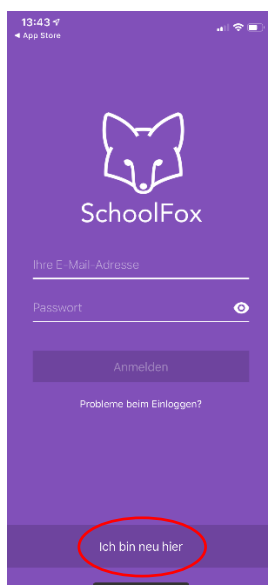 13:43
App Store
SchoolFox
Ihre E-Mail-Adresse
Passwort
Anmelden
Probleme beim Einloggen?
Ich bin neu hier